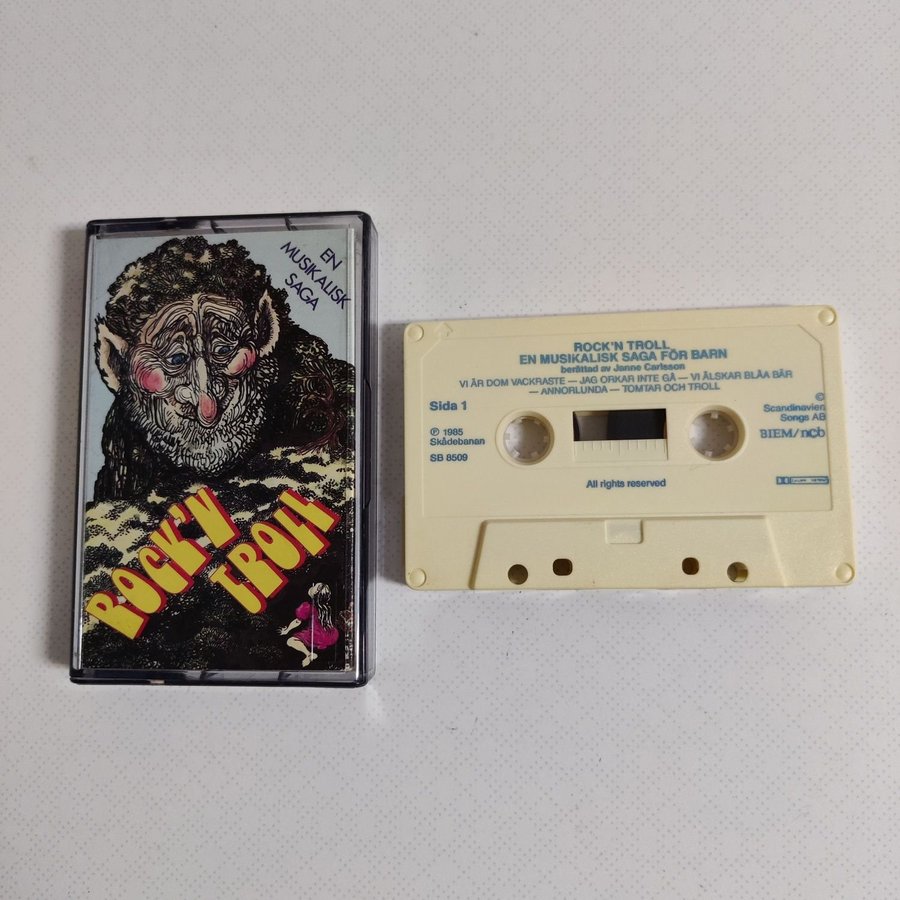 EN
MUSIKALISK
SAGA
ROCK'N
TROLL
ROCK'N TROLL
EN MUSIKALISK SAGA FÖR BARN
berättad av Janne Carlsson
VI ÄR DOM VACKRASTE — JAG ORKAR INTE GÅ — VI ÄLSKAR BLÅA BÄR
— ANNORLUNDA — TOMTAR OCH TROLL
Sida 1
℗ 1985
Skådebanan
SB 8509
©
Scandinavien
Songs AB
BIEM/ncb
All rights reserved